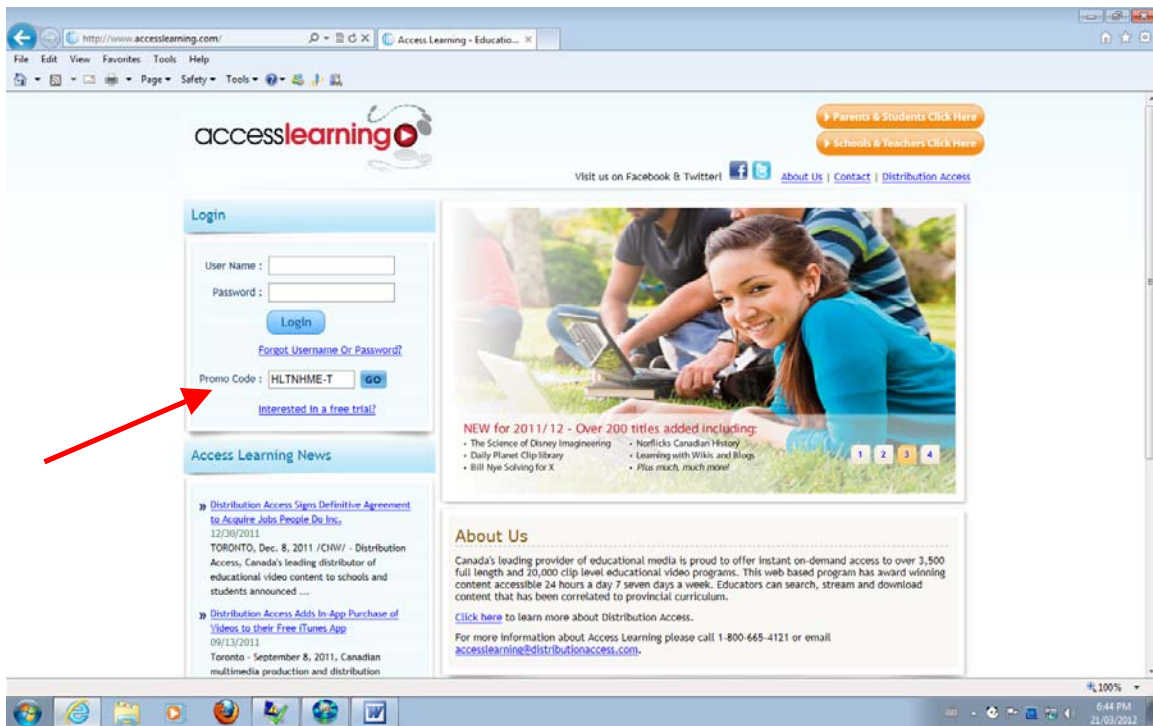 http://www.accesslearning.com/
Access Learning - Educatio...
File Edit View Favorites Tools Help
Page Safety Tools
accesslearning
Parents & Students Click Here
Schools & Teachers Click Here
Visit us on Facebook & Twitter!
About Us | Contact | Distribution Access
Login
User Name :
Password :
Login
Forgot Username Or Password?
Promo Code : HLTNHME-T GO
Interested in a free trial?
NEW for 2011/12 - Over 200 titles added including:
• The Science of Disney Imagineering
• Daily Planet Clip library
• Bill Nye Solving for X
• Norflicks Canadian History
• Learning with Wikis and Blogs
• Plus much, much more!
1 2 3 4
Access Learning News
» Distribution Access Signs Definitive Agreement
to Acquire Jobs People Do Inc.
12/30/2011
TORONTO, Dec. 8, 2011 /CNW/ - Distribution
Access, Canada's leading distributor of
educational video content to schools and
students announced ...
» Distribution Access Adds In-App Purchase of
Videos to their Free iTunes App
09/13/2011
Toronto - September 8, 2011, Canadian
multimedia production and distribution
About Us
Canada's leading provider of educational media is proud to offer instant on-demand access to over 3,500
full length and 20,000 clip level educational video programs. This web based program has award winning
content accessible 24 hours a day 7 seven days a week. Educators can search, stream and download
content that has been correlated to provincial curriculum.
Click here to learn more about Distribution Access.
For more information about Access Learning please call 1-800-665-4121 or email
accesslearning@distributionaccess.com.
100%
6:44 PM
21/03/2012